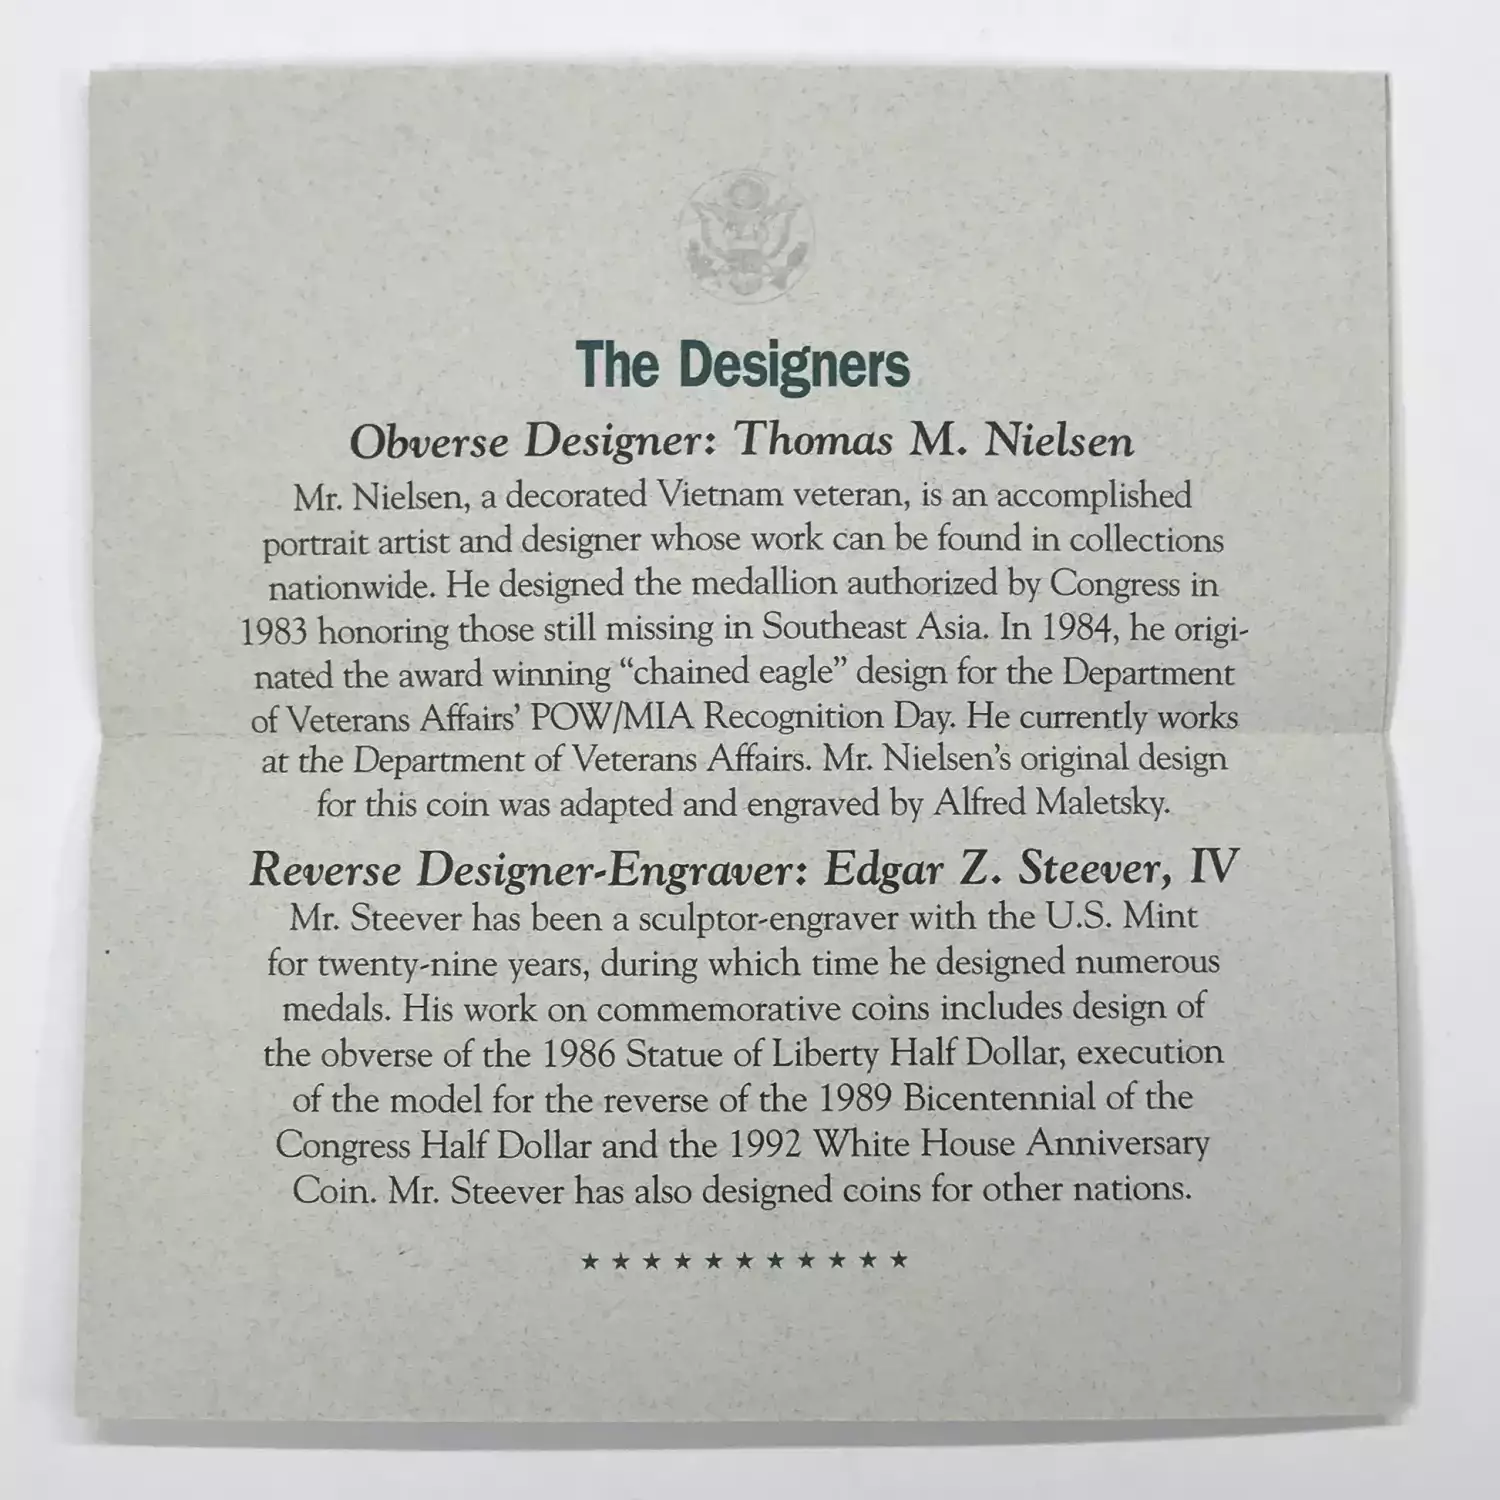 The Designers
Obverse Designer: Thomas M. Nielsen
Mr. Nielsen, a decorated Vietnam veteran, is an accomplished
portrait artist and designer whose work can be found in collections
nationwide. He designed the medallion authorized by Congress in
1983 honoring those still missing in Southeast Asia. In 1984, he origi-
nated the award winning “chained eagle” design for the Department
of Veterans Affairs’ POW/MIA Recognition Day. He currently works
at the Department of Veterans Affairs. Mr. Nielsen’s original design
for this coin was adapted and engraved by Alfred Maletsky.
Reverse Designer-Engraver: Edgar Z. Steever, IV
Mr. Steever has been a sculptor-engraver with the U.S. Mint
for twenty-nine years, during which time he designed numerous
medals. His work on commemorative coins includes design of
the obverse of the 1986 Statue of Liberty Half Dollar, execution
of the model for the reverse of the 1989 Bicentennial of the
Congress Half Dollar and the 1992 White House Anniversary
Coin. Mr. Steever has also designed coins for other nations.